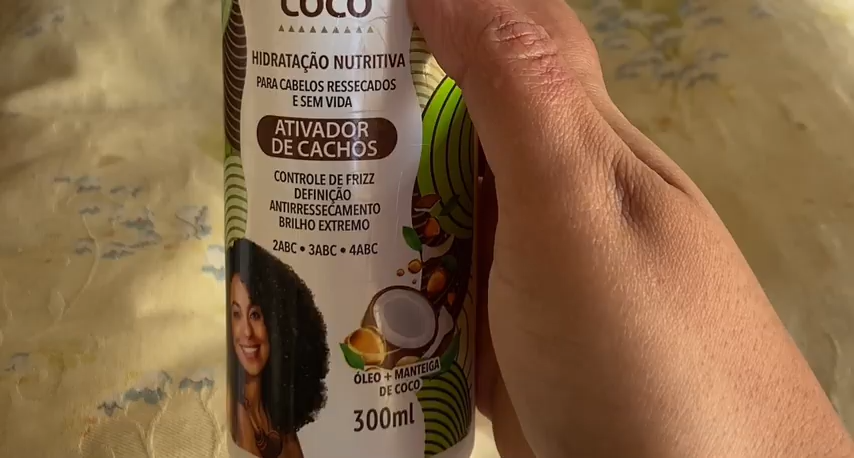 COCO
HIDRATAÇÃO NUTRITIVA
PARA CABELOS RESSECADOS
E SEM VIDA
ATIVADOR
DE CACHOS
CONTROLE DE FRIZZ
DEFINIÇÃO
ANTIRRESSECAMENTO
BRILHO EXTREMO
2ABC • 3ABC • 4ABC
ÓLEO + MANTEIGA
DE COCO
300ml